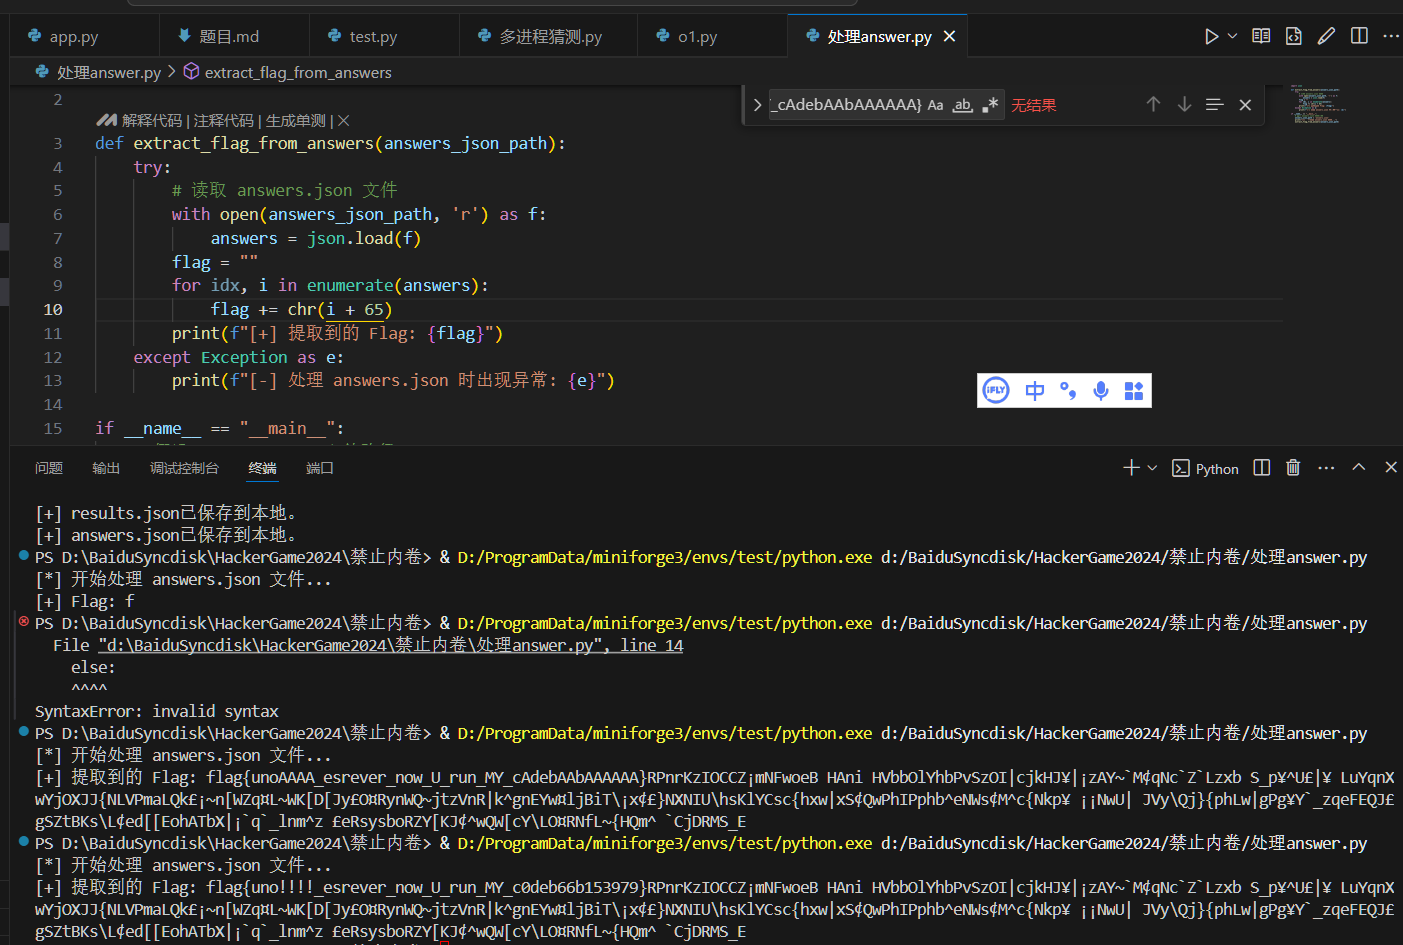 app.py 题目.md test.py 多进程猜测.py o1.py 处理answer.py
处理answer.py > extract_flag_from_answers
_cAdebAAbAAAAAA} Aa ab .* 无结果
2
解释代码 | 注释代码 | 生成单测 |
3 def extract_flag_from_answers(answers_json_path):
4 try:
5 # 读取 answers.json 文件
6 with open(answers_json_path, 'r') as f:
7 answers = json.load(f)
8 flag = ""
9 for idx, i in enumerate(answers):
10 flag += chr(i + 65)
11 print(f"[+] 提取到的 Flag: {flag}")
12 except Exception as e:
13 print(f"[-] 处理 answers.json 时出现异常: {e}")
14
15 if __name__ == "__main__":
iFLY 中
问题 输出 调试控制台 终端 端口
Python
[+] results.json已保存到本地。
[+] answers.json已保存到本地。
PS D:\BaiduSyncdisk\HackerGame2024\禁止内卷> & D:/ProgramData/miniforge3/envs/test/python.exe d:/BaiduSyncdisk/HackerGame2024/禁止内卷/处理answer.py
[*] 开始处理 answers.json 文件...
[+] Flag: f
PS D:\BaiduSyncdisk\HackerGame2024\禁止内卷> & D:/ProgramData/miniforge3/envs/test/python.exe d:/BaiduSyncdisk/HackerGame2024/禁止内卷/处理answer.py
File "d:\BaiduSyncdisk\HackerGame2024\禁止内卷\处理answer.py", line 14
else:
^^^^
SyntaxError: invalid syntax
PS D:\BaiduSyncdisk\HackerGame2024\禁止内卷> & D:/ProgramData/miniforge3/envs/test/python.exe d:/BaiduSyncdisk/HackerGame2024/禁止内卷/处理answer.py
[*] 开始处理 answers.json 文件...
[+] 提取到的 Flag: flag{unoAAAA_esrever_now_U_run_MY_cAdebAAbAAAAAA}RPnrKzIOCCZ¡mNFwoeB HAni HVbbOlYhbPvSzOI|cjkHJ¥|¡zAY~`M¢qNc`Z`Lzxb S_p¥^U£|¥ LuYqnX
wYjOXJJ{NLVPmaLQk£¡~n[WZq¤L~WK[D[Jy£O¤RynWQ~jtzVnR|k^gnEYw¤ljBiT\¡x¢£}NXNIU\hsKlYCsc{hxw|xS¢QwPhIPphb^eNWs¢M^c{Nkp¥ ¡¡NwU| JVy\Qj}{phLw|gPg¥Y`_zqeFEQJ£
gSZtBKs\L¢ed[[EohATbX|¡`q`_lnm^z £eRsysboRZY[KJ¢^wQW[cY\LO¤RNfL~{HQm^ `CjDRMS_E
PS D:\BaiduSyncdisk\HackerGame2024\禁止内卷> & D:/ProgramData/miniforge3/envs/test/python.exe d:/BaiduSyncdisk/HackerGame2024/禁止内卷/处理answer.py
[*] 开始处理 answers.json 文件...
[+] 提取到的 Flag: flag{uno!!!!_esrever_now_U_run_MY_c0deb66b153979}RPnrKzIOCCZ¡mNFwoeB HAni HVbbOlYhbPvSzOI|cjkHJ¥|¡zAY~`M¢qNc`Z`Lzxb S_p¥^U£|¥ LuYqnX
wYjOXJJ{NLVPmaLQk£¡~n[WZq¤L~WK[D[Jy£O¤RynWQ~jtzVnR|k^gnEYw¤ljBiT\¡x¢£}NXNIU\hsKlYCsc{hxw|xS¢QwPhIPphb^eNWs¢M^c{Nkp¥ ¡¡NwU| JVy\Qj}{phLw|gPg¥Y`_zqeFEQJ£
gSZtBKs\L¢ed[[EohATbX|¡`q`_lnm^z £eRsysboRZY[KJ¢^wQW[cY\LO¤RNfL~{HQm^ `CjDRMS_E